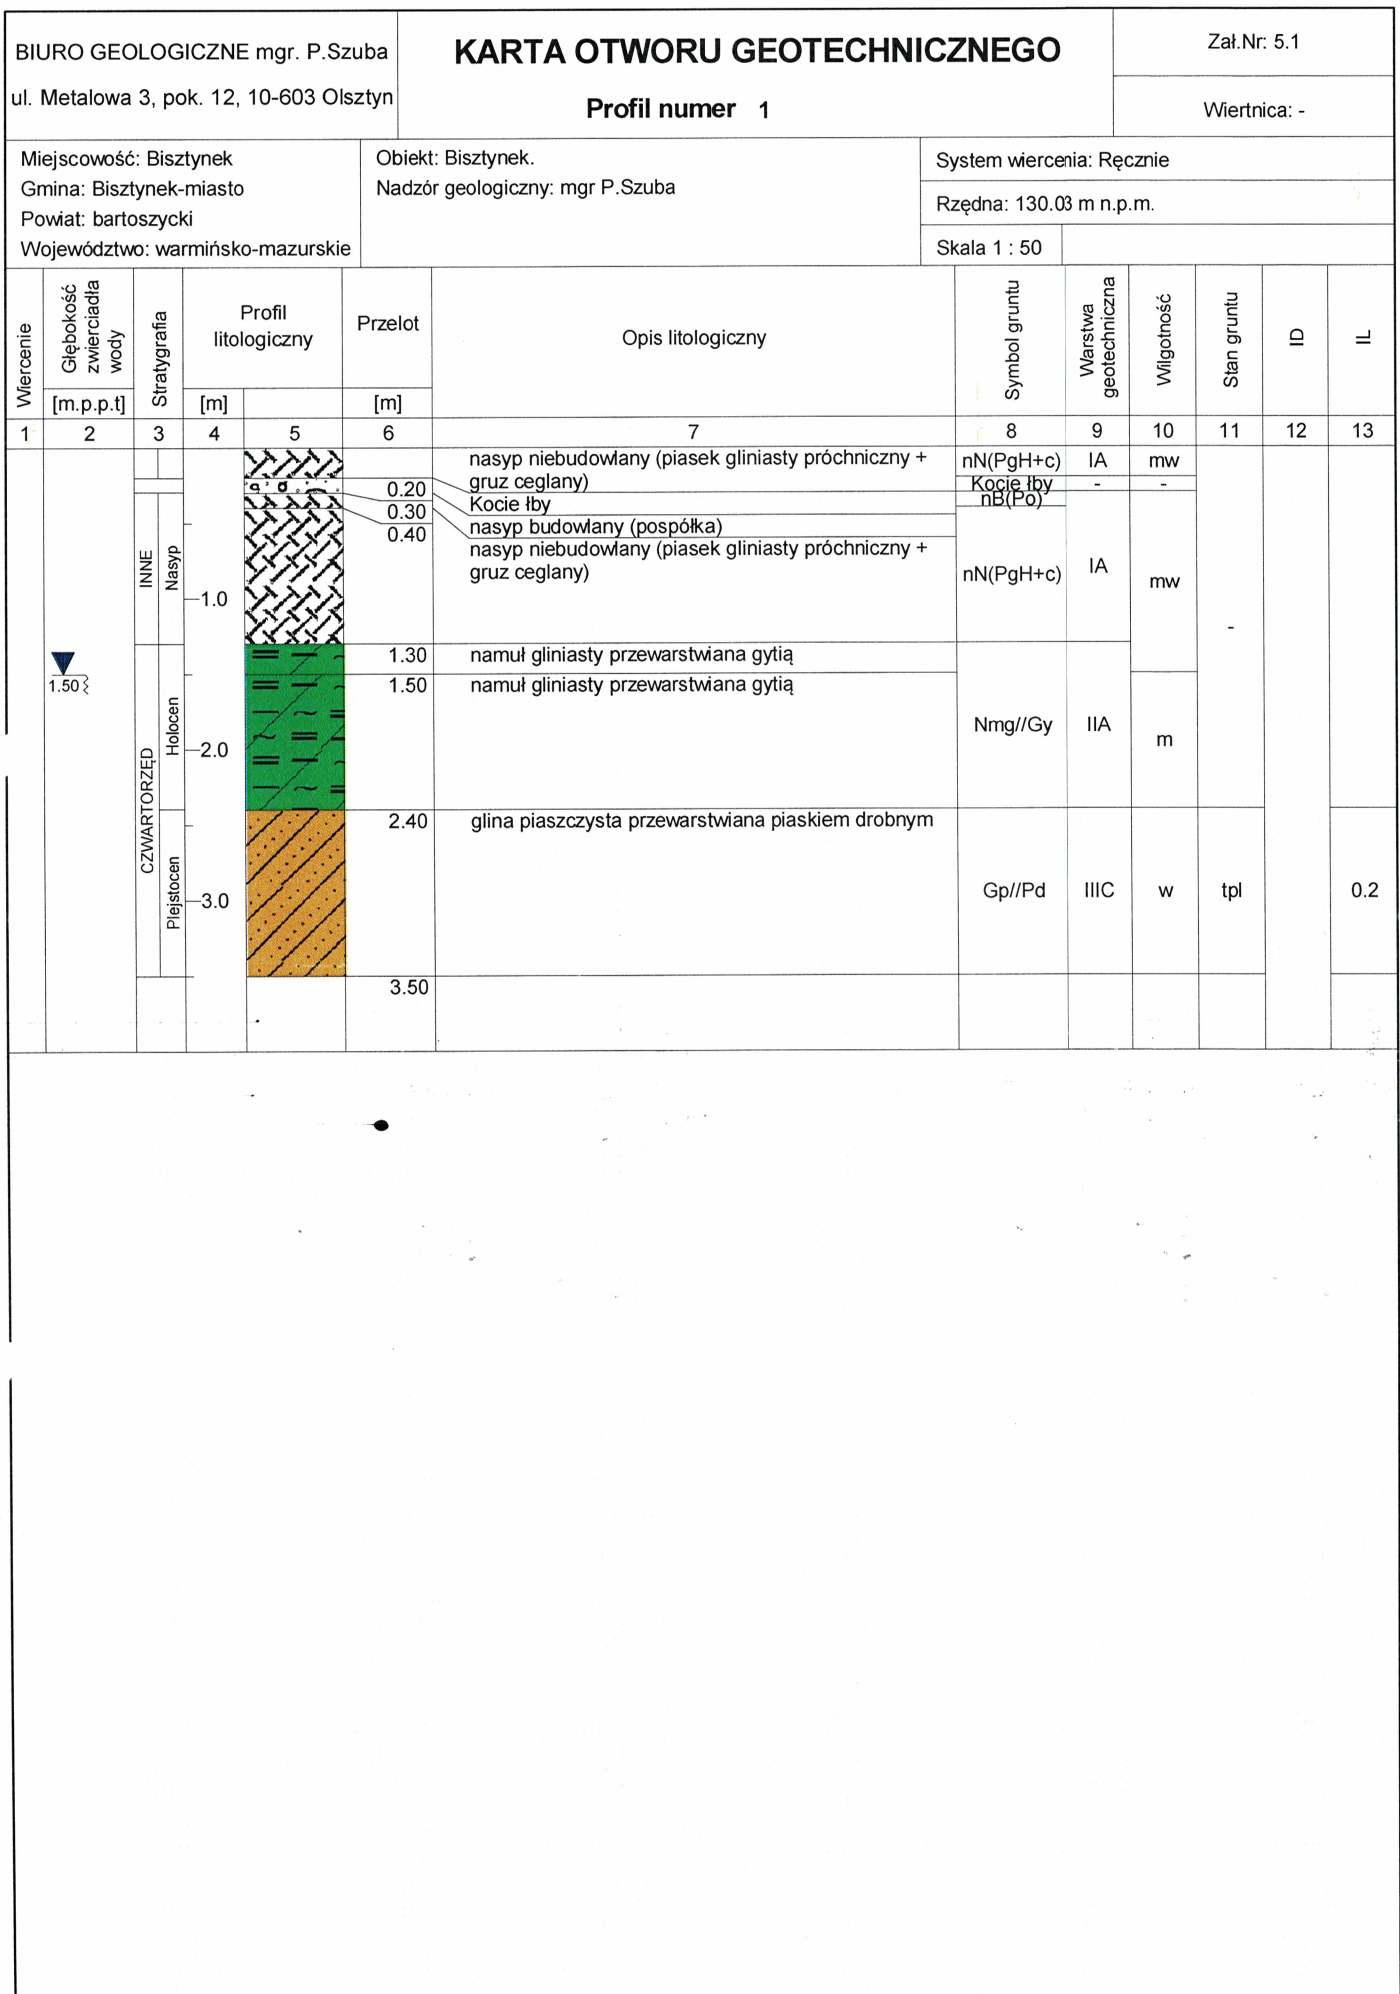 BIURO GEOLOGICZNE mgr. P.Szuba
ul. Metalowa 3, pok. 12, 10-603 Olsztyn
KARTA OTWORU GEOTECHNICZNEGO
Profil numer 1
Zał.Nr: 5.1
Wiertnica: -
Miejscowość: Bisztynek
Gmina: Bisztynek-miasto
Powiat: bartoszycki
Województwo: warmińsko-mazurskie
Obiekt: Bisztynek.
Nadzór geologiczny: mgr P.Szuba
System wiercenia: Ręcznie
Rzędna: 130.03 m n.p.m.
Skala 1 : 50
Wiercenie
Głębokość
zwierciadła
wody
[m.p.p.t]
Stratygrafia
Profil
litologiczny
[m]
Przelot
[m]
Opis litologiczny
Symbol gruntu
Warstwa
geotechniczna
Wilgotność
Stan gruntu
ID
IL
1 2 3 4 5 6 7 8 9 10 11 12 13
nasyp niebudowlany (piasek gliniasty próchniczny +
gruz ceglany)
nN(PgH+c) IA mw
0.20
Kocie łby
Kocie łby - -
0.30
nasyp budowlany (pospółka)
nB(Po)
0.40
nasyp niebudowlany (piasek gliniasty próchniczny +
gruz ceglany)
nN(PgH+c) IA mw
INNE
Nasyp
1.0
-
1.30 namuł gliniasty przewarstwiana gytią
1.50
1.50 namuł gliniasty przewarstwiana gytią
Nmg//Gy IIA m
CZWARTORZĘD
Holocen
2.0
2.40 glina piaszczysta przewarstwiana piaskiem drobnym
Plejstocen
3.0
Gp//Pd IIIC w tpl 0.2
3.50